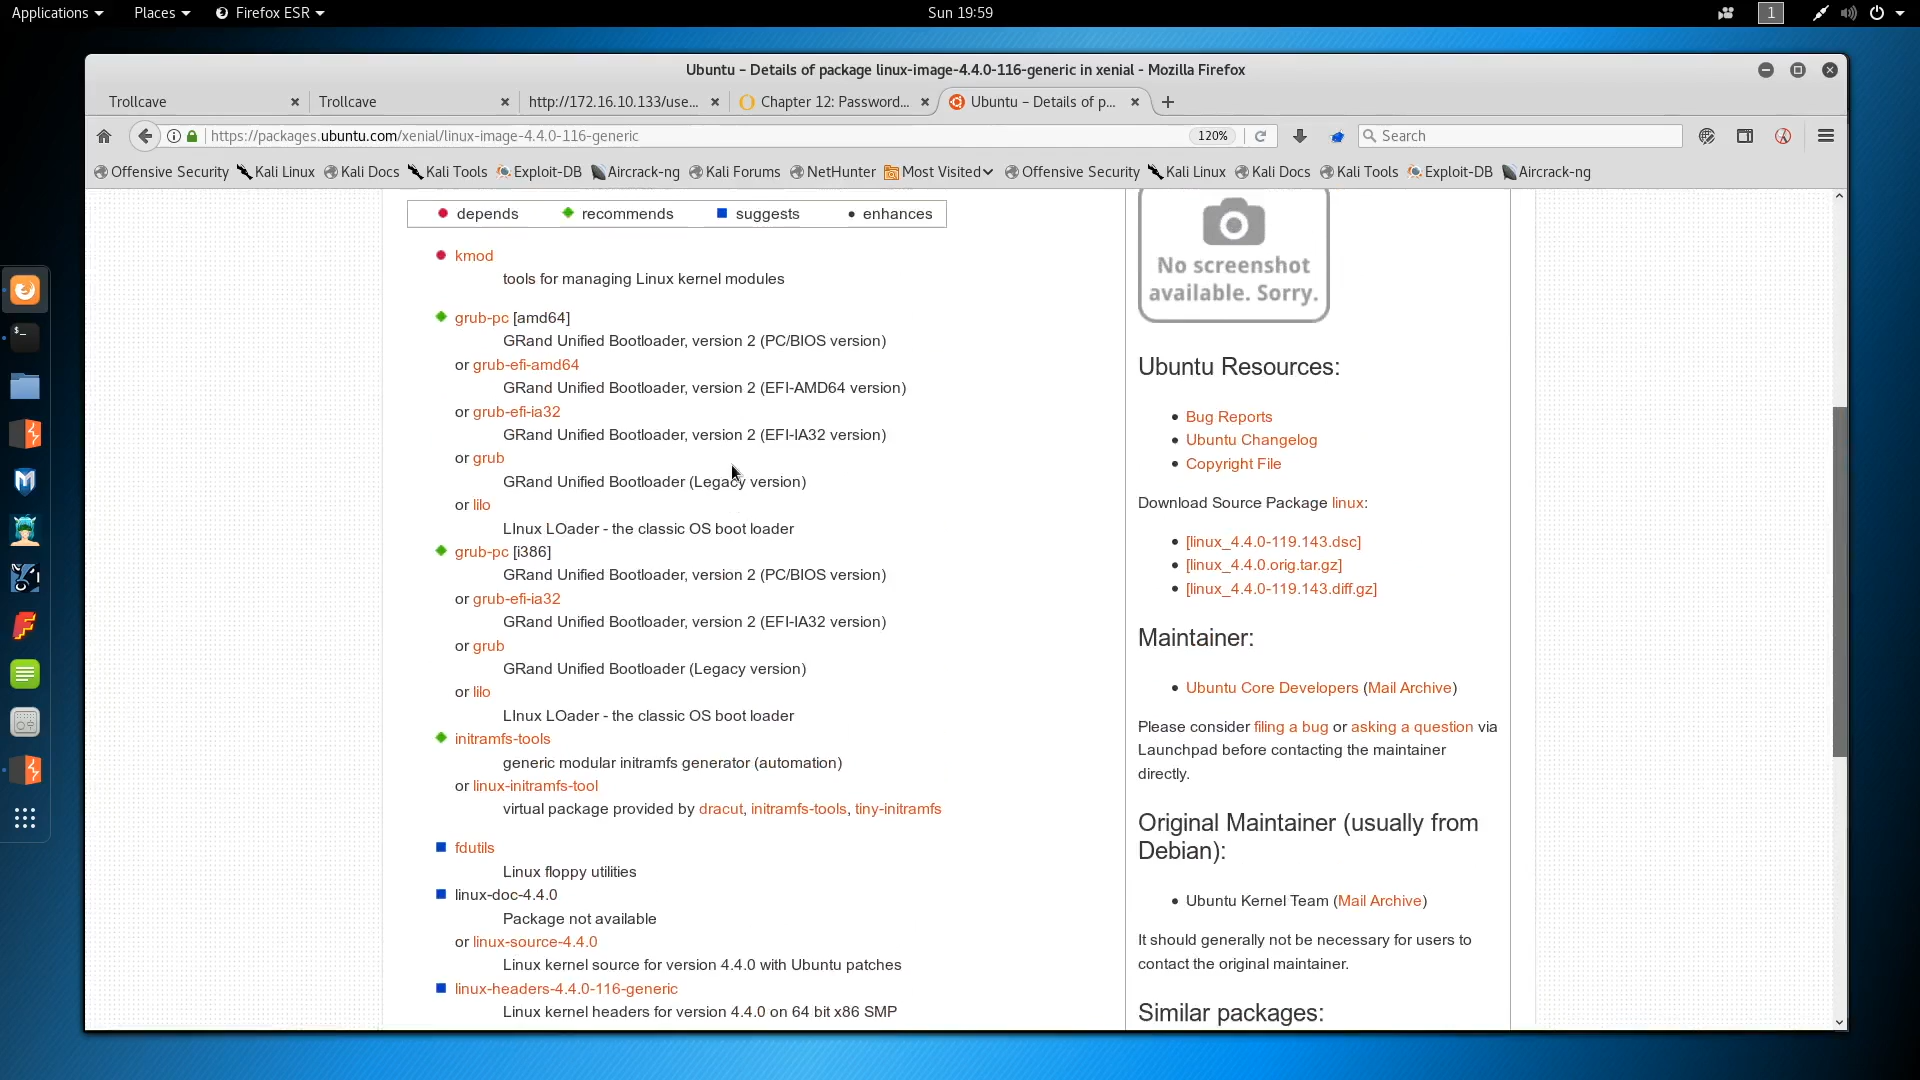 Applications
Places
Firefox ESR
Sun 19:59
1
Ubuntu – Details of package linux-image-4.4.0-116-generic in xenial - Mozilla Firefox
Trollcave
Trollcave
http://172.16.10.133/use...
Chapter 12: Password...
Ubuntu – Details of p...
https://packages.ubuntu.com/xenial/linux-image-4.4.0-116-generic
120%
Search
Offensive Security
Kali Linux
Kali Docs
Kali Tools
Exploit-DB
Aircrack-ng
Kali Forums
NetHunter
Most Visited
Offensive Security
Kali Linux
Kali Docs
Kali Tools
Exploit-DB
Aircrack-ng
depends
recommends
suggests
enhances
kmod
tools for managing Linux kernel modules
grub-pc [amd64]
GRand Unified Bootloader, version 2 (PC/BIOS version)
or grub-efi-amd64
GRand Unified Bootloader, version 2 (EFI-AMD64 version)
or grub-efi-ia32
GRand Unified Bootloader, version 2 (EFI-IA32 version)
or grub
GRand Unified Bootloader (Legacy version)
or lilo
LInux LOader - the classic OS boot loader
grub-pc [i386]
GRand Unified Bootloader, version 2 (PC/BIOS version)
or grub-efi-ia32
GRand Unified Bootloader, version 2 (EFI-IA32 version)
or grub
GRand Unified Bootloader (Legacy version)
or lilo
LInux LOader - the classic OS boot loader
initramfs-tools
generic modular initramfs generator (automation)
or linux-initramfs-tool
virtual package provided by dracut, initramfs-tools, tiny-initramfs
fdutils
Linux floppy utilities
linux-doc-4.4.0
Package not available
or linux-source-4.4.0
Linux kernel source for version 4.4.0 with Ubuntu patches
linux-headers-4.4.0-116-generic
Linux kernel headers for version 4.4.0 on 64 bit x86 SMP
No screenshot
available. Sorry.
Ubuntu Resources:
Bug Reports
Ubuntu Changelog
Copyright File
Download Source Package linux:
[linux_4.4.0-119.143.dsc]
[linux_4.4.0.orig.tar.gz]
[linux_4.4.0-119.143.diff.gz]
Maintainer:
Ubuntu Core Developers (Mail Archive)
Please consider filing a bug or asking a question via
Launchpad before contacting the maintainer
directly.
Original Maintainer (usually from
Debian):
Ubuntu Kernel Team (Mail Archive)
It should generally not be necessary for users to
contact the original maintainer.
Similar packages: